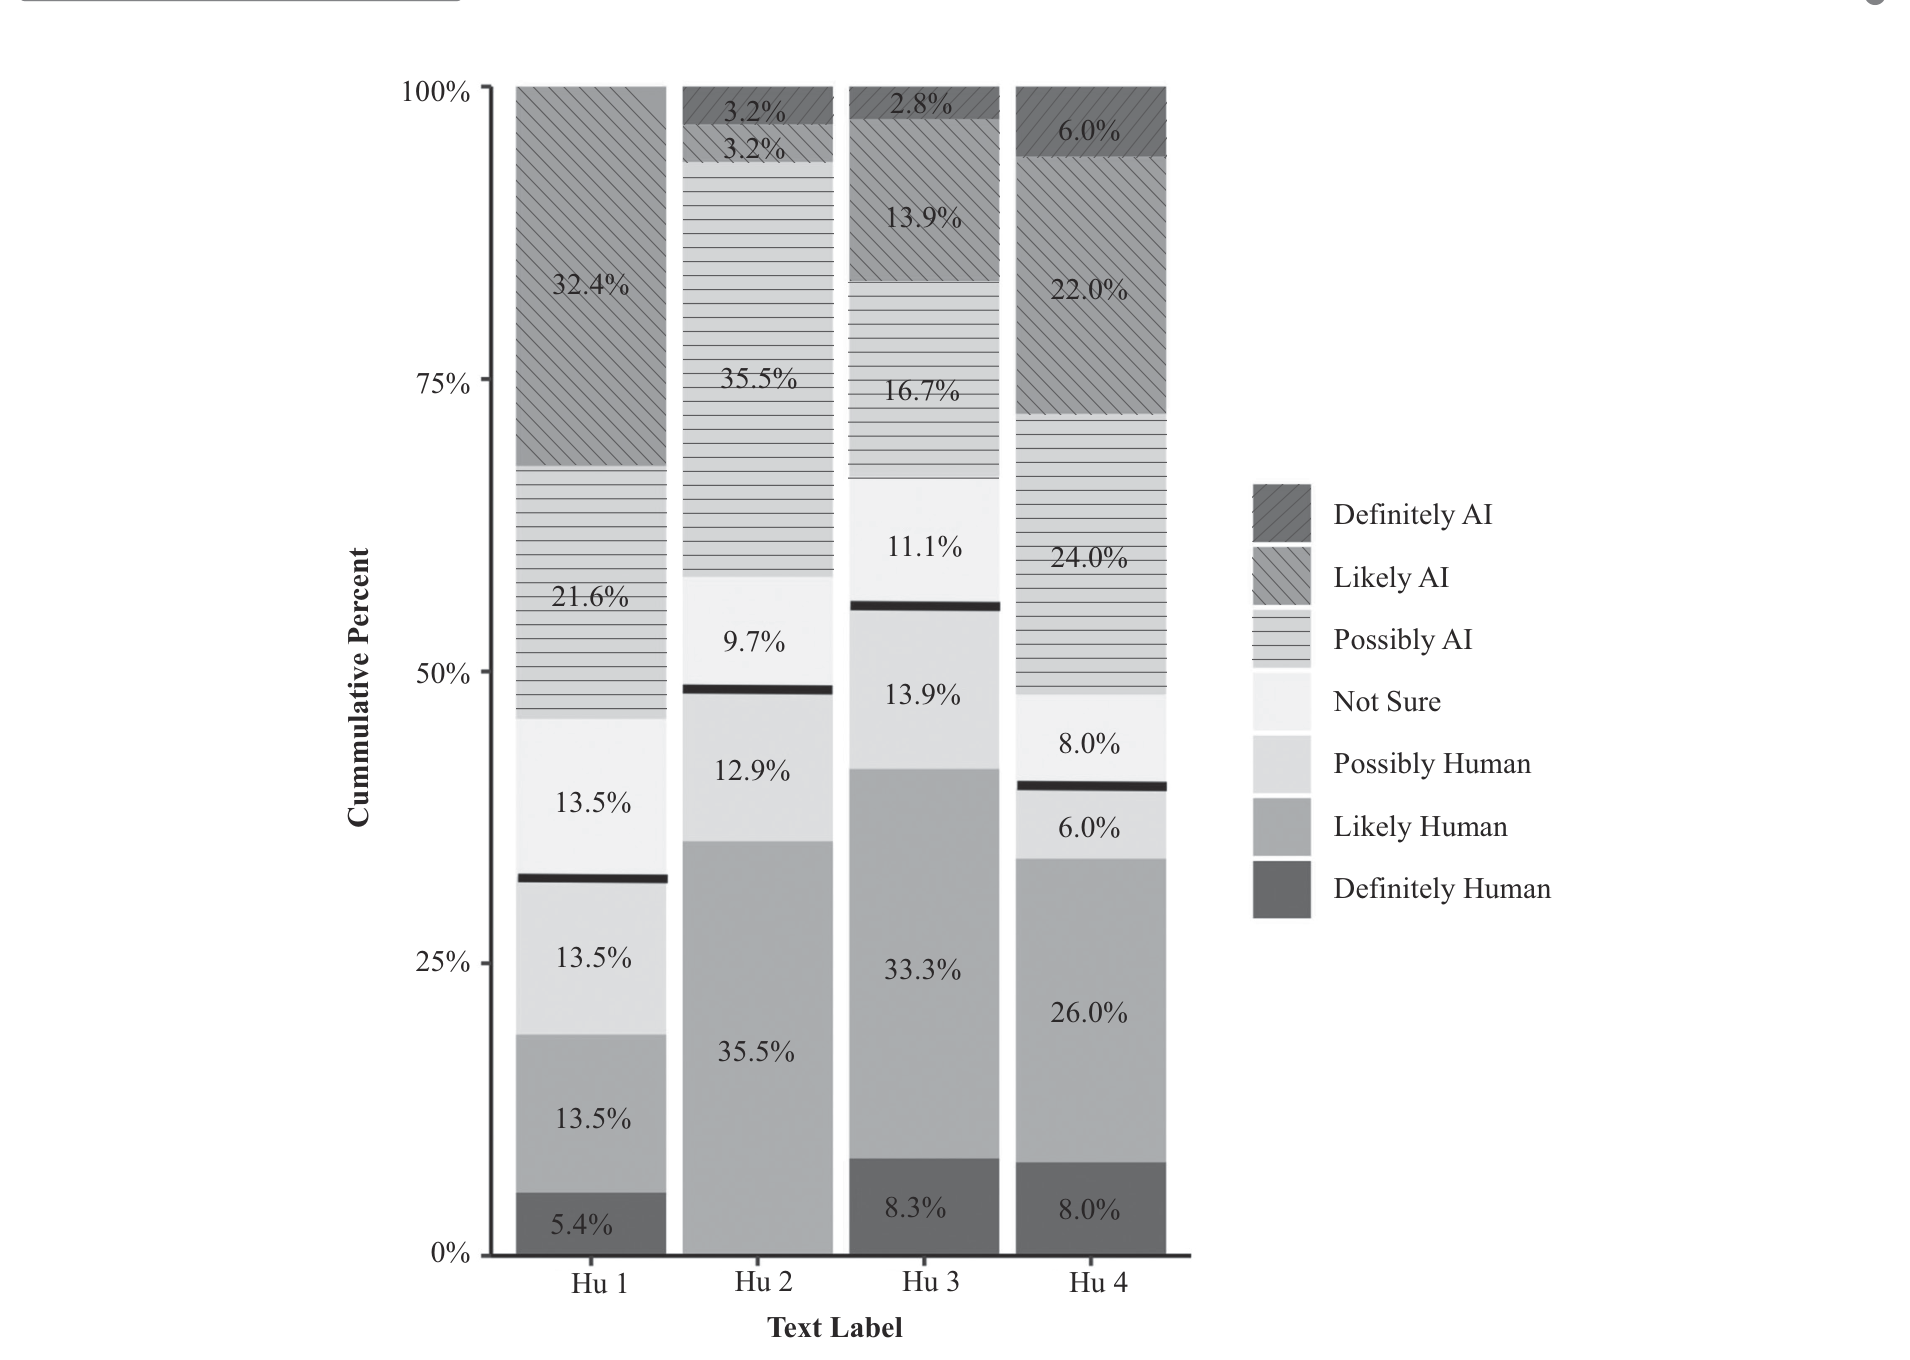 100%
75%
50%
25%
0%
Cummulative Percent
32.4%
21.6%
13.5%
13.5%
13.5%
5.4%
3.2%
3.2%
35.5%
9.7%
12.9%
35.5%
2.8%
13.9%
16.7%
11.1%
13.9%
33.3%
8.3%
6.0%
22.0%
24.0%
8.0%
6.0%
26.0%
8.0%
Hu 1
Hu 2
Hu 3
Hu 4
Text Label
Definitely AI
Likely AI
Possibly AI
Not Sure
Possibly Human
Likely Human
Definitely Human